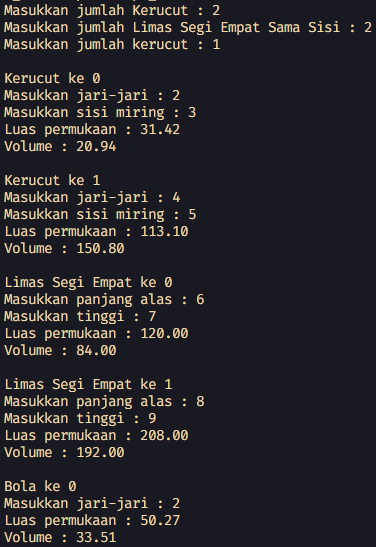 Masukkan jumlah Kerucut : 2
Masukkan jumlah Limas Segi Empat Sama Sisi : 2
Masukkan jumlah kerucut : 1
Kerucut ke 0
Masukkan jari-jari : 2
Masukkan sisi miring : 3
Luas permukaan : 31.42
Volume : 20.94
Kerucut ke 1
Masukkan jari-jari : 4
Masukkan sisi miring : 5
Luas permukaan : 113.10
Volume : 150.80
Limas Segi Empat ke 0
Masukkan panjang alas : 6
Masukkan tinggi : 7
Luas permukaan : 120.00
Volume : 84.00
Limas Segi Empat ke 1
Masukkan panjang alas : 8
Masukkan tinggi : 9
Luas permukaan : 208.00
Volume : 192.00
Bola ke 0
Masukkan jari-jari : 2
Luas permukaan : 50.27
Volume : 33.51